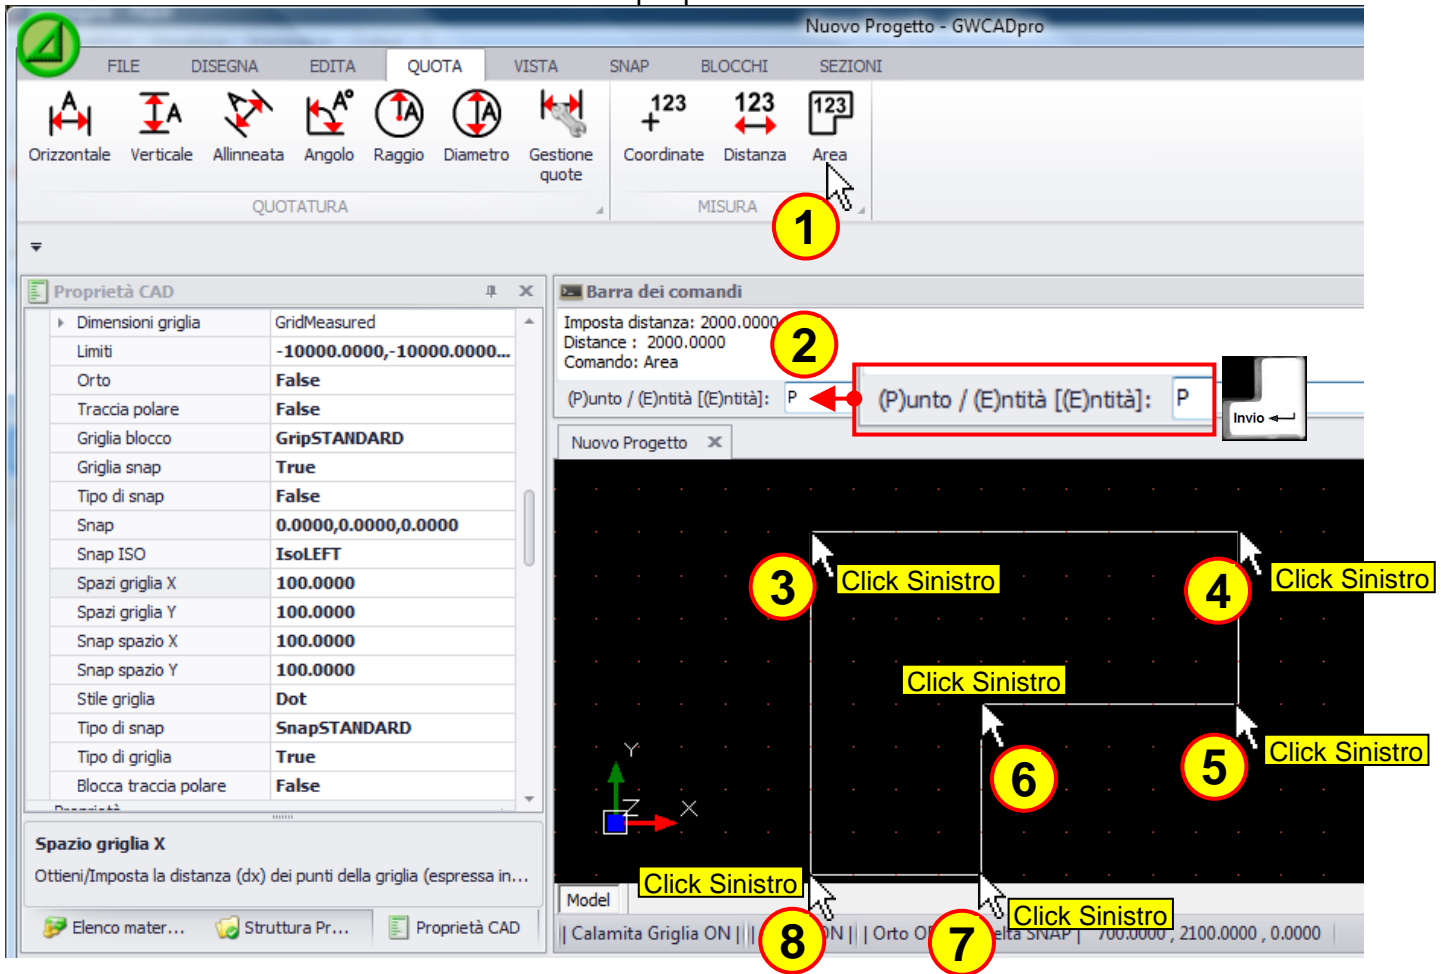 Nuovo Progetto - GWCADpro
FILE DISEGNA EDITA QUOTA VISTA SNAP BLOCCHI SEZIONI
A A A A° A A 123 123 123
Orizzontale Verticale Allineata Angolo Raggio Diametro Gestione quote Coordinate Distanza Area
QUOTATURA MISURA
1
Proprietà CAD
Dimensioni griglia GridMeasured
Limiti -10000.0000,-10000.0000...
Orto False
Traccia polare False
Griglia blocco GripSTANDARD
Griglia snap True
Tipo di snap False
Snap 0.0000,0.0000,0.0000
Snap ISO IsoLEFT
Spazi griglia X 100.0000
Spazi griglia Y 100.0000
Snap spazio X 100.0000
Snap spazio Y 100.0000
Stile griglia Dot
Tipo di snap SnapSTANDARD
Tipo di griglia True
Blocca traccia polare False
Spazio griglia X
Ottieni/Imposta la distanza (dx) dei punti della griglia (espressa in...
Elenco mater... Struttura Pr... Proprietà CAD
Barra dei comandi
Imposta distanza: 2000.0000
Distance : 2000.0000
Comando: Area
2
(P)unto / (E)ntità [(E)ntità]: P
(P)unto / (E)ntità [(E)ntità]: P
Invio
Nuovo Progetto
3 Click Sinistro
4 Click Sinistro
Click Sinistro
6
5 Click Sinistro
Y
Z X
Click Sinistro
8
7 Click Sinistro
Model
|| Calamita Griglia ON || ON || | Orto SNAP | 700.0000 , 2100.0000 , 0.0000